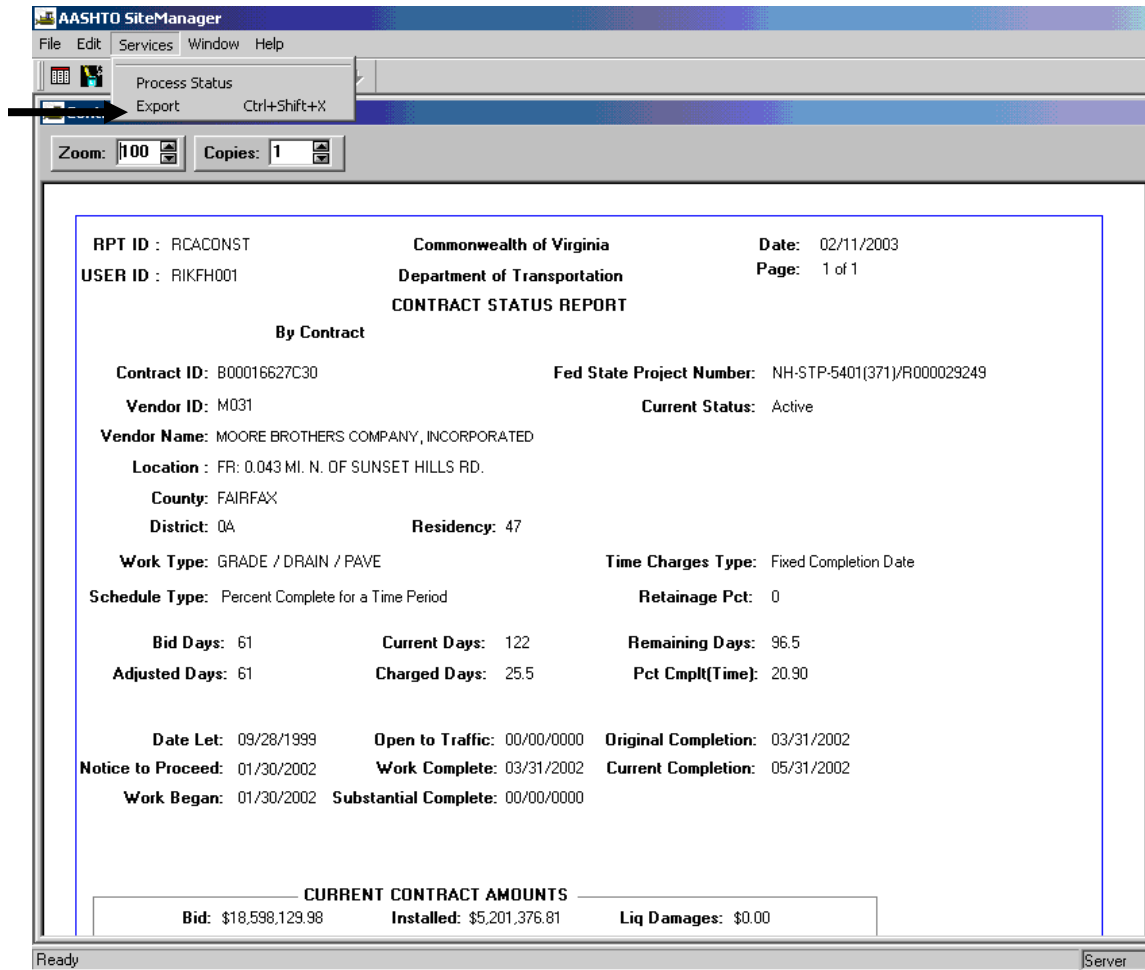 AASHTO SiteManager
File Edit Services Window Help
Process Status
Export Ctrl+Shift+X
Zoom: 100 Copies: 1
RPT ID : RCACONST Commonwealth of Virginia Date: 02/11/2003
USER ID : RIKFH001 Department of Transportation Page: 1 of 1
CONTRACT STATUS REPORT
By Contract
Contract ID: B00016627C30 Fed State Project Number: NH-STP-5401(371)/R000029249
Vendor ID: M031 Current Status: Active
Vendor Name: MOORE BROTHERS COMPANY, INCORPORATED
Location : FR: 0.043 MI. N. OF SUNSET HILLS RD.
County: FAIRFAX
District: 0A Residency: 47
Work Type: GRADE / DRAIN / PAVE Time Charges Type: Fixed Completion Date
Schedule Type: Percent Complete for a Time Period Retainage Pct: 0
Bid Days: 61 Current Days: 122 Remaining Days: 96.5
Adjusted Days: 61 Charged Days: 25.5 Pct Cmplt(Time): 20.90
Date Let: 09/28/1999 Open to Traffic: 00/00/0000 Original Completion: 03/31/2002
Notice to Proceed: 01/30/2002 Work Complete: 03/31/2002 Current Completion: 05/31/2002
Work Began: 01/30/2002 Substantial Complete: 00/00/0000
CURRENT CONTRACT AMOUNTS
Bid: $18,598,129.98 Installed: $5,201,376.81 Liq Damages: $0.00
Ready Server